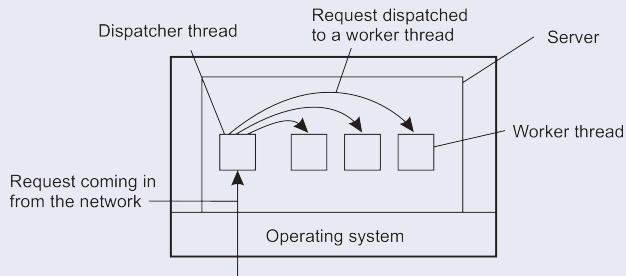 Request dispatched
to a worker thread
Dispatcher thread
Server
Worker thread
Request coming in
from the network
Operating system